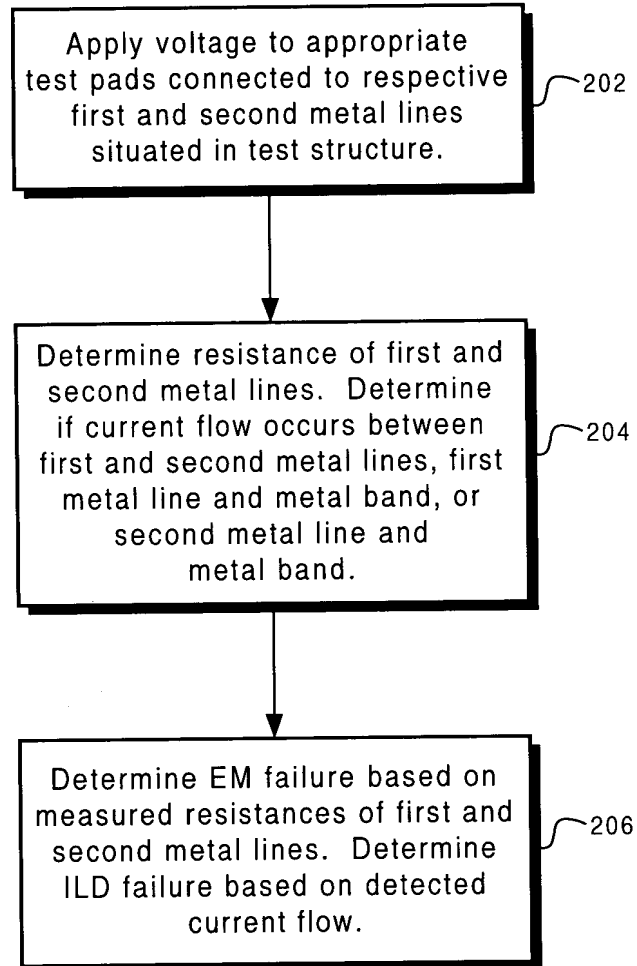 Apply voltage to appropriate
test pads connected to respective
first and second metal lines
situated in test structure.
202
Determine resistance of first and
second metal lines. Determine
if current flow occurs between
first and second metal lines, first
metal line and metal band, or
second metal line and
metal band.
204
Determine EM failure based on
measured resistances of first and
second metal lines. Determine
ILD failure based on detected
current flow.
206